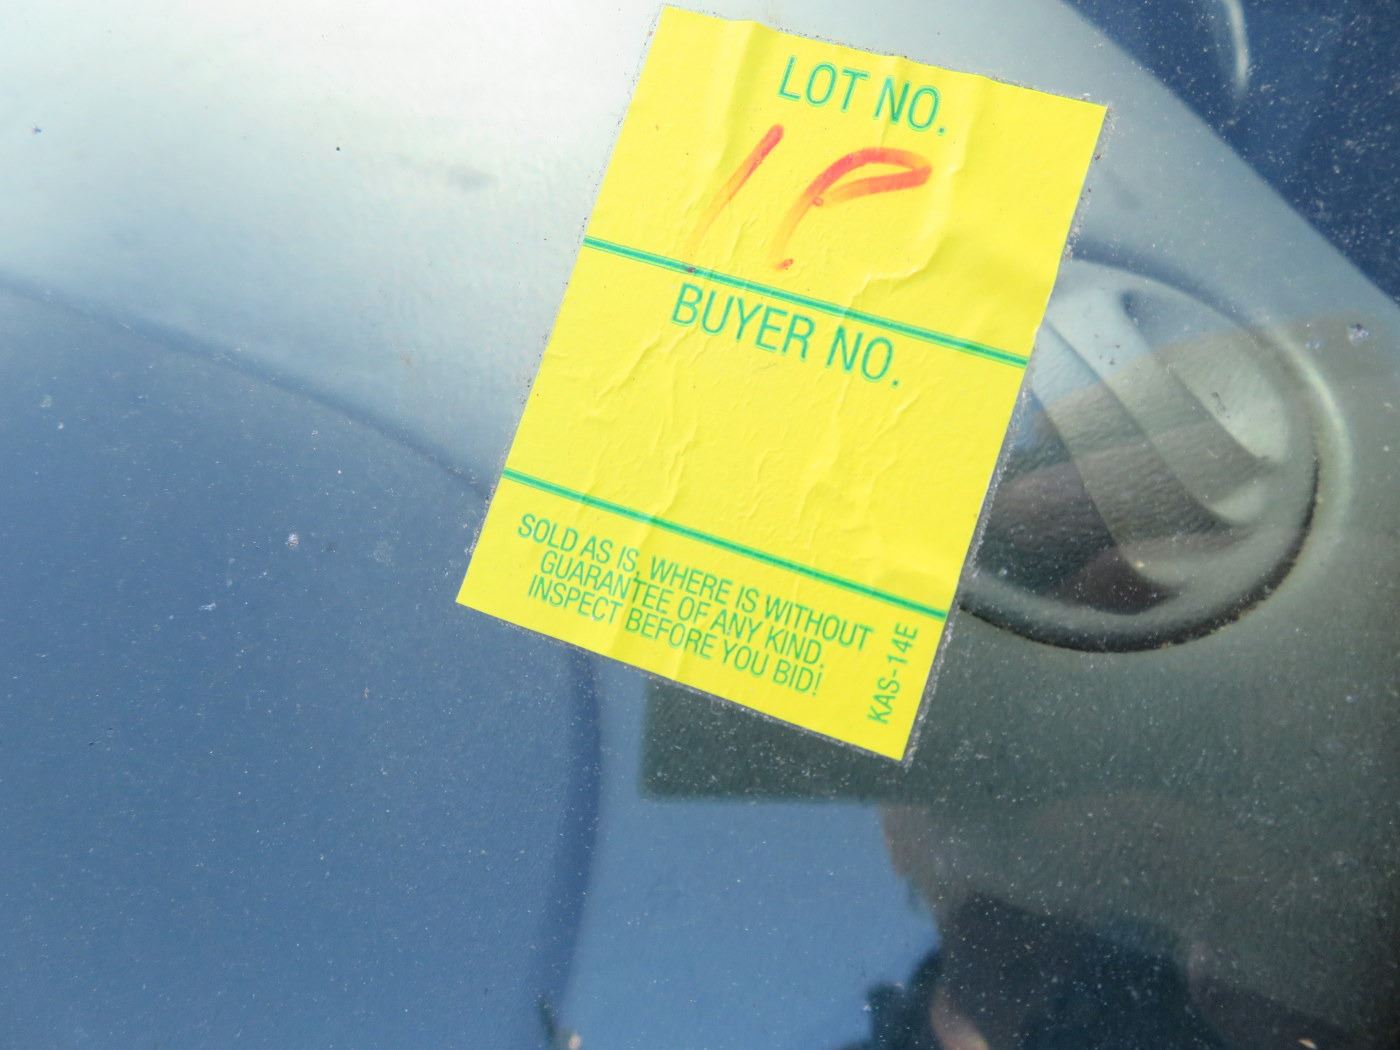 LOT NO.
1P
BUYER NO.
SOLD AS IS, WHERE IS WITHOUT
GUARANTEE OF ANY KIND.
INSPECT BEFORE YOU BID!
KAS-14E